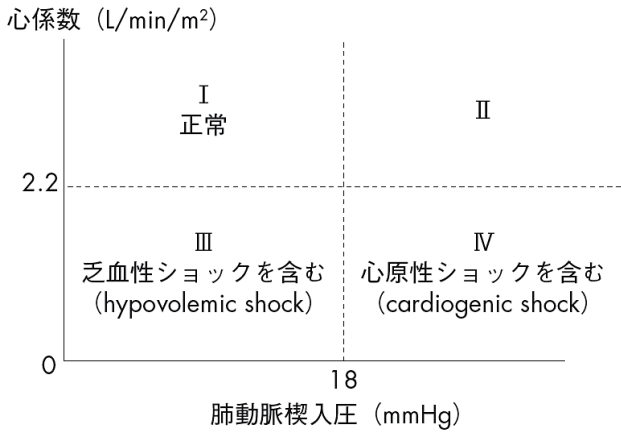 心係数（L/min/m²）
Ⅰ
正常
Ⅱ
2.2
Ⅲ
乏血性ショックを含む
（hypovolemic shock）
Ⅳ
心原性ショックを含む
（cardiogenic shock）
0
18
肺動脈楔入圧（mmHg）